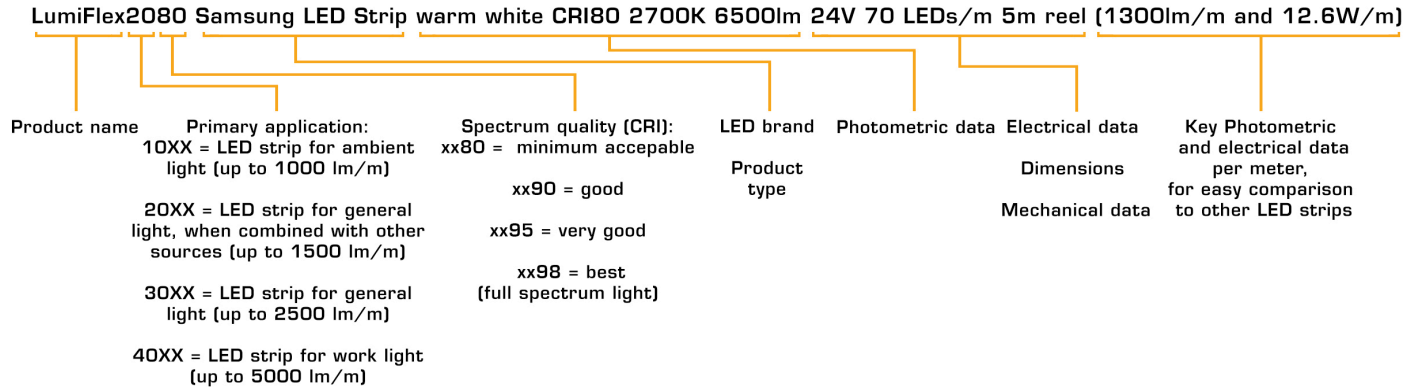 LumiFlex2080 Samsung LED Strip warm white CRI80 2700K 6500lm 24V 70 LEDs/m 5m reel (1300lm/m and 12.6W/m)
Product name
Primary application:
10XX = LED strip for ambient
light (up to 1000 lm/m)
20XX = LED strip for general
light, when combined with other
sources (up to 1500 lm/m)
30XX = LED strip for general
light (up to 2500 lm/m)
40XX = LED strip for work light
(up to 5000 lm/m)
Spectrum quality (CRI):
xx80 = minimum accepable
xx90 = good
xx95 = very good
xx98 = best
(full spectrum light)
LED brand
Product
type
Photometric data
Electrical data
Dimensions
Mechanical data
Key Photometric
and electrical data
per meter,
for easy comparison
to other LED strips